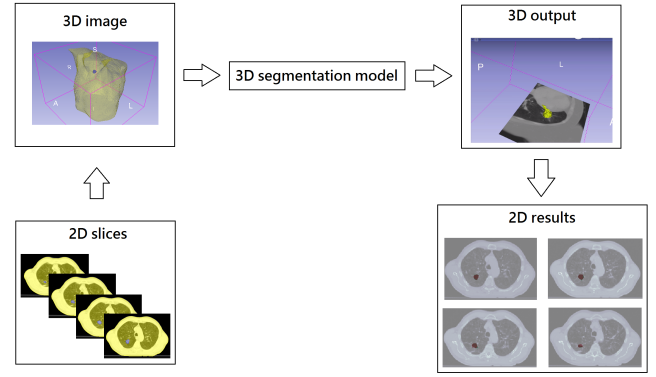 3D image
S
R
A
L
3D segmentation model
3D output
P
L
2D slices
2D results